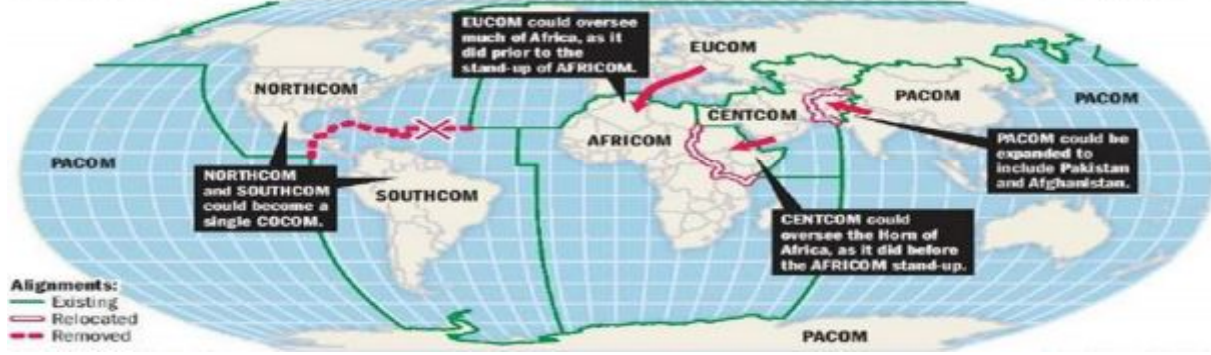 EUCOM could oversee
much of Africa, as it
did prior to the
stand-up of AFRICOM.
EUCOM
NORTHCOM
PACOM
PACOM
CENTCOM
AFRICOM
PACOM
PACOM could be
expanded to
include Pakistan
and Afghanistan.
NORTHCOM
and SOUTHCOM
could become a
single COCOM.
SOUTHCOM
CENTCOM could
oversee the Horn of
Africa, as it did before
the AFRICOM stand-up.
Alignments:
Existing
Relocated
Removed
PACOM